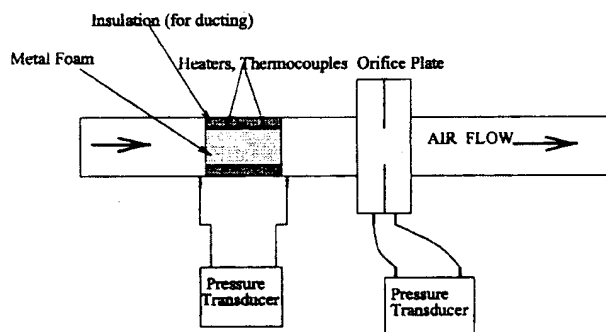 Insulation (for ducting)
Metal Foam
Heaters, Thermocouples
Orifice Plate
AIR FLOW
Pressure
Transducer
Pressure
Transducer